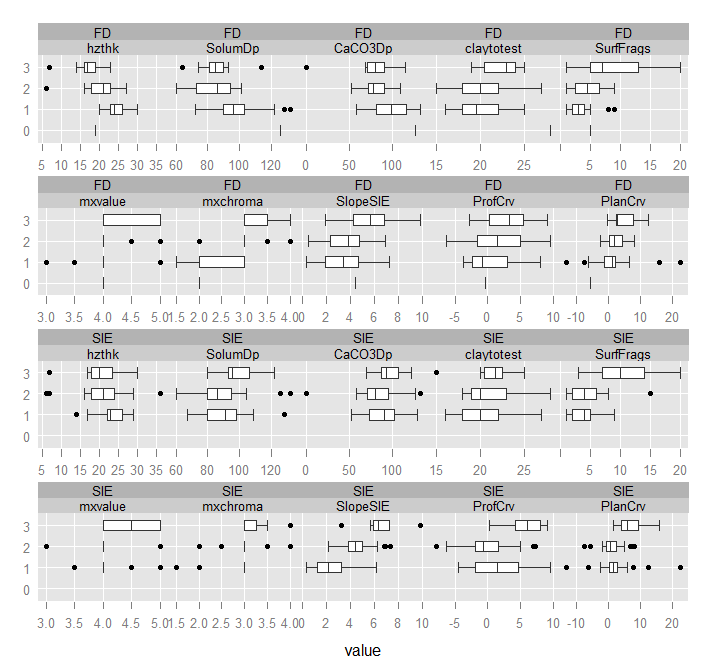 FD FD FD FD FD
hzthk SolumDp CaCO3Dp claytotest SurfFrags
3
2
1
0
5 10 15 20 25 30 35 60 80 100 120 0 50 100 15 20 25 5 10 15 20
FD FD FD FD FD
mxvalue mxchroma SlopeSIE ProfCrv PlanCrv
3
2
1
0
3.0 3.5 4.0 4.5 5.0 1.5 2.0 2.5 3.0 3.5 4.0 0 2 4 6 8 10 -5 0 5 10 -10 0 10 20
SIE SIE SIE SIE SIE
hzthk SolumDp CaCO3Dp claytotest SurfFrags
3
2
1
0
5 10 15 20 25 30 35 60 80 100 120 0 50 100 15 20 25 5 10 15 20
SIE SIE SIE SIE SIE
mxvalue mxchroma SlopeSIE ProfCrv PlanCrv
3
2
1
0
3.0 3.5 4.0 4.5 5.0 1.5 2.0 2.5 3.0 3.5 4.0 0 2 4 6 8 10 -5 0 5 10 -10 0 10 20
value